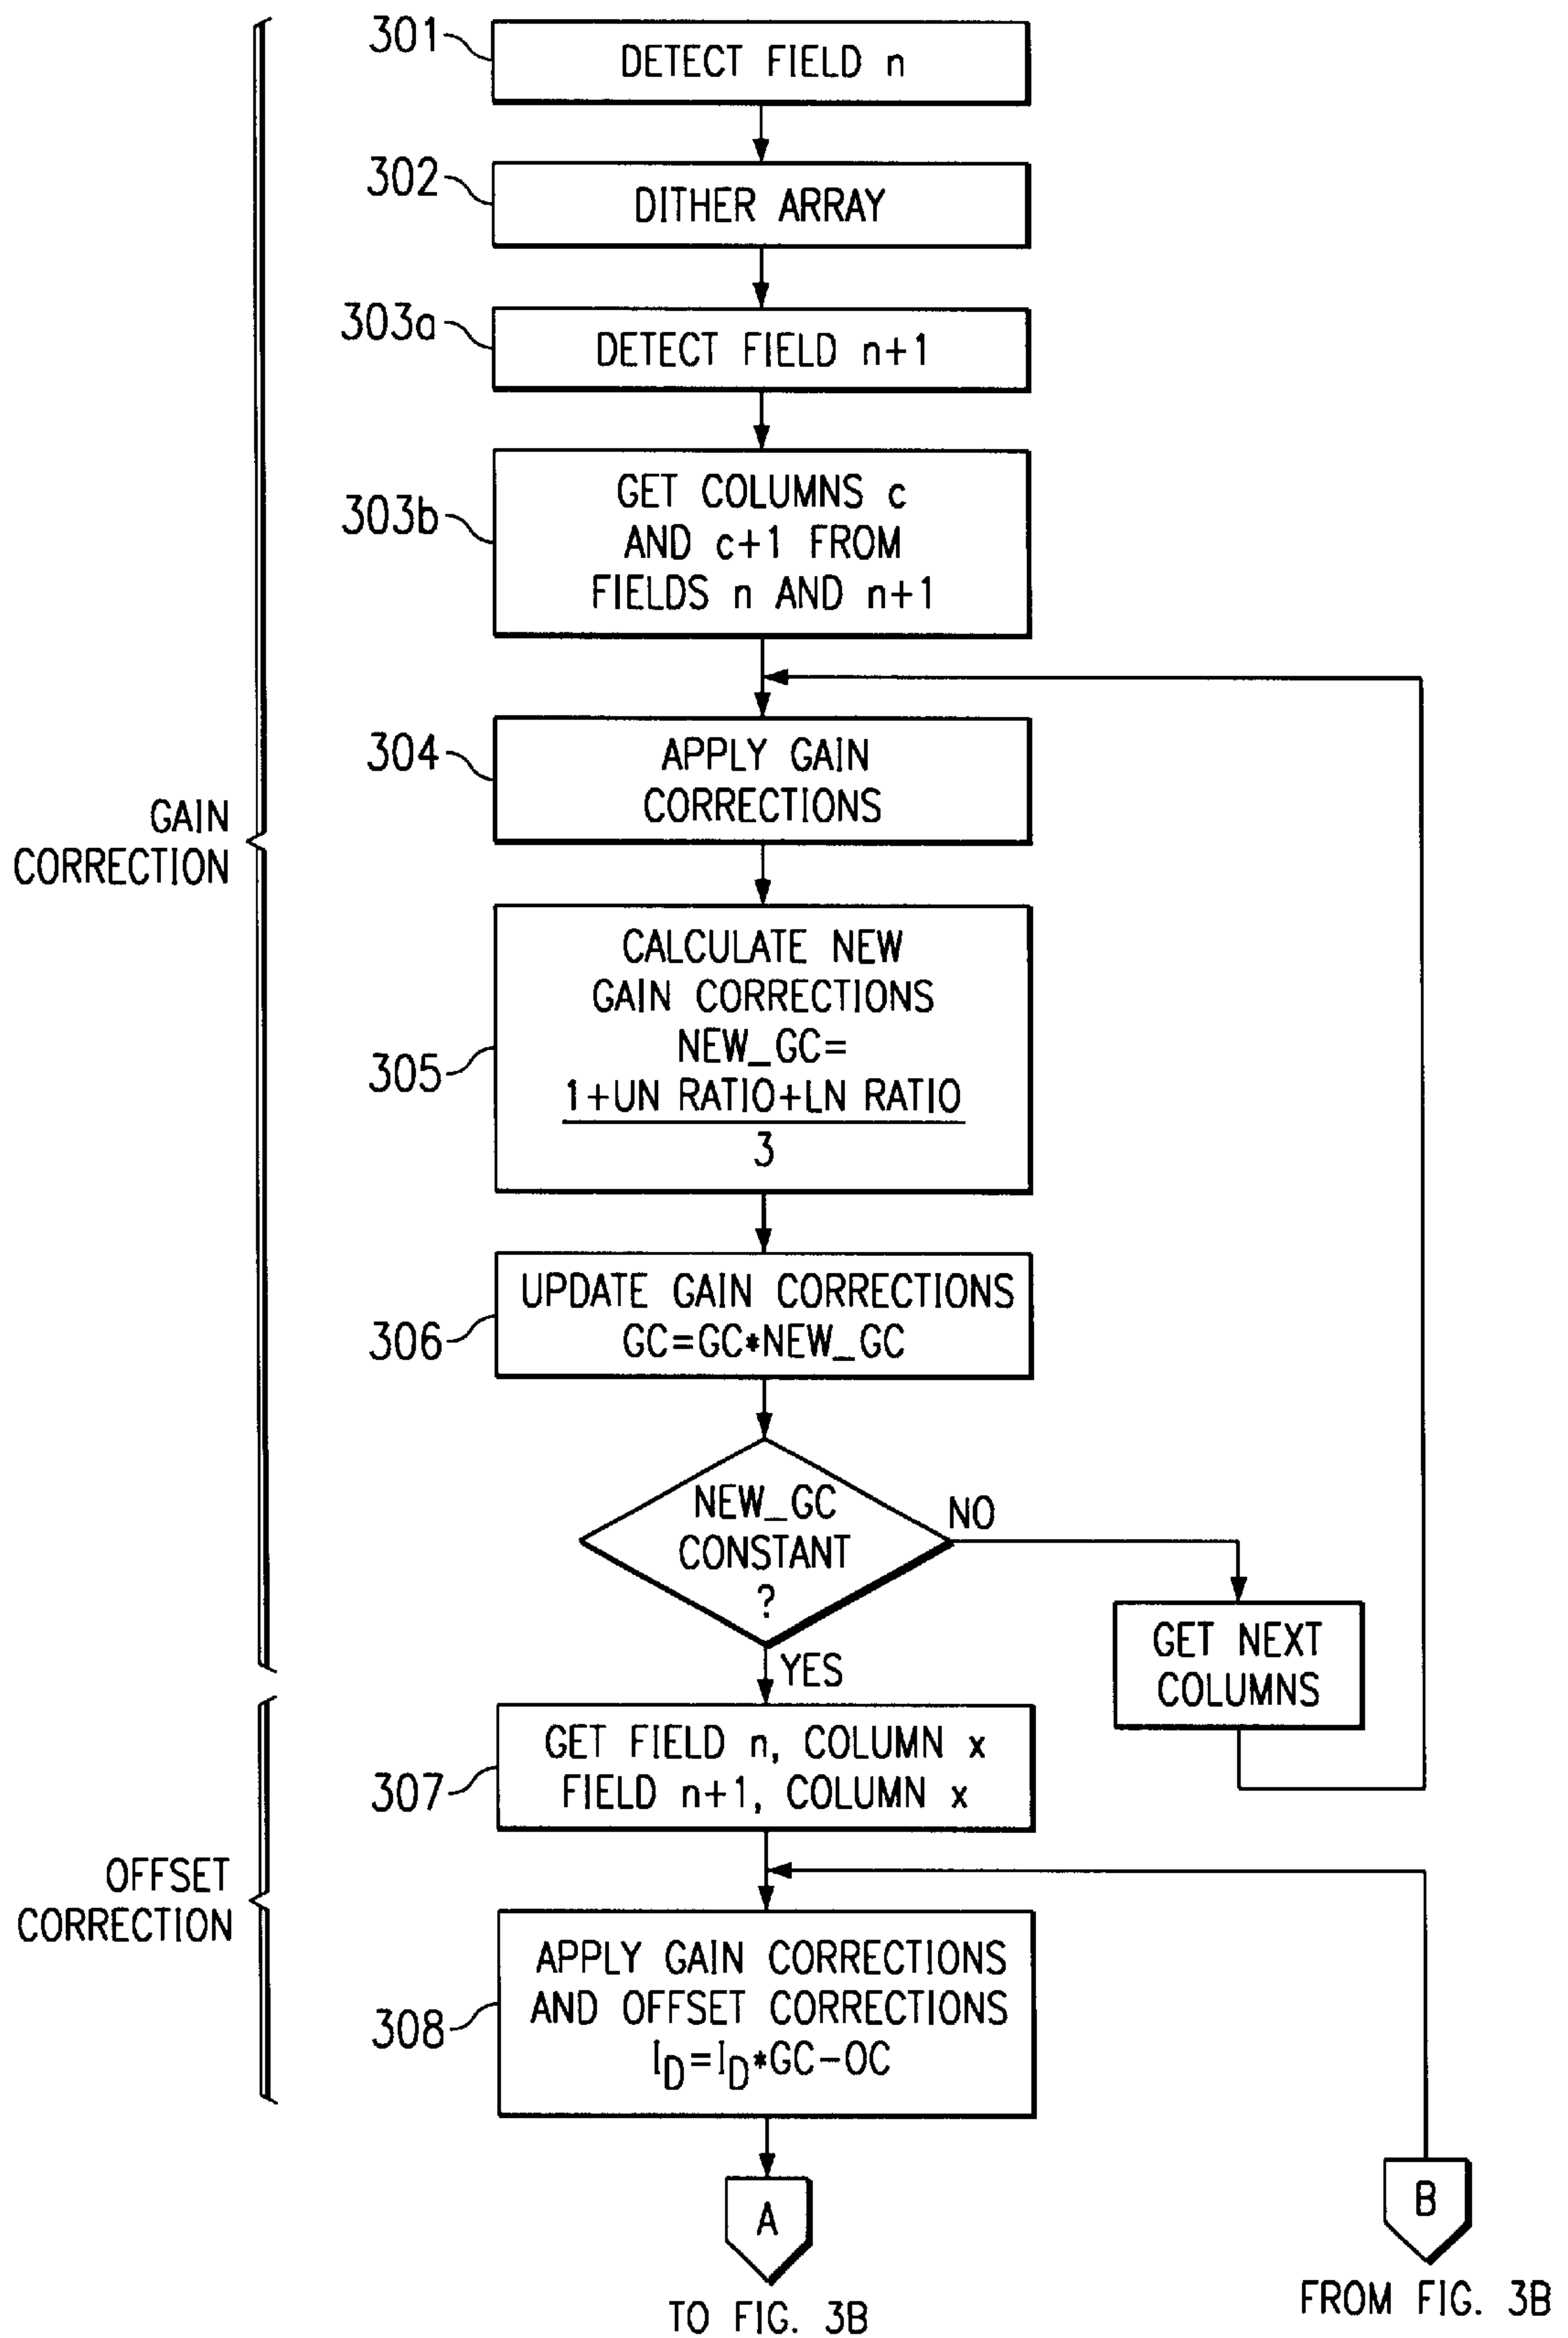 301
DETECT FIELD n
302
DITHER ARRAY
303a
DETECT FIELD n+1
303b
GET COLUMNS c
AND c+1 FROM
FIELDS n AND n+1
304
APPLY GAIN
CORRECTIONS
GAIN
CORRECTION
305
CALCULATE NEW
GAIN CORRECTIONS
NEW_GC=
1+UN RATIO+LN RATIO
3
306
UPDATE GAIN CORRECTIONS
GC=GC*NEW_GC
NEW_GC
CONSTANT
?
NO
YES
GET NEXT
COLUMNS
307
GET FIELD n, COLUMN x
FIELD n+1, COLUMN x
OFFSET
CORRECTION
308
APPLY GAIN CORRECTIONS
AND OFFSET CORRECTIONS
ID=ID*GC-OC
A
TO FIG. 3B
B
FROM FIG. 3B